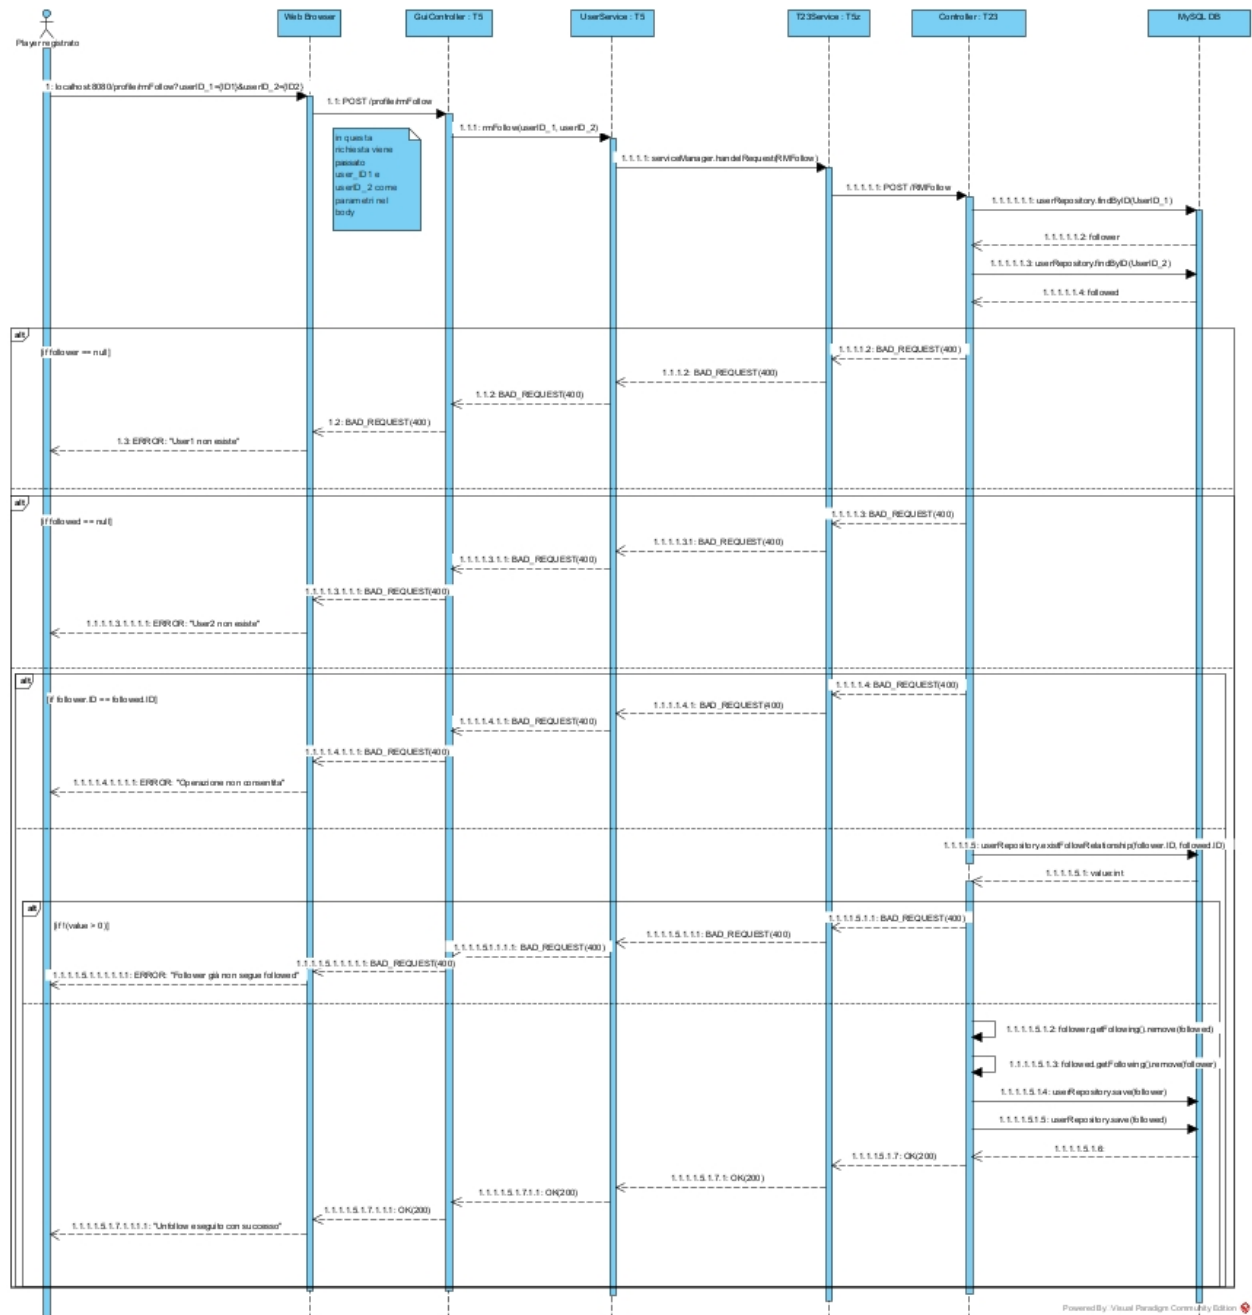 Player registrato
Web Browser
GuiController : T5
UserService : T5
T23Service : T5z
Controller : T23
MySQL DB
1: localhost:8080/profile/rmFollow?userID_1={ID1}&userID_2={ID2}
1.1: POST /profile/rmFollow
1.1.1: rmFollow(userID_1, userID_2)
in questa
richiesta viene
passato
user_ID1 e
userID_2 come
parametri nel
body
1.1.1.1: serviceManager.handelRequest(RMFollow)
1.1.1.1.1: POST /RMFollow
1.1.1.1.1.1: userRepository.findByID(UserID_1)
1.1.1.1.1.2: follower
1.1.1.1.1.3: userRepository.findByID(UserID_2)
1.1.1.1.1.4: followed
alt
[if follower == null]
1.1.1.1.2: BAD_REQUEST(400)
1.1.1.2: BAD_REQUEST(400)
1.1.2: BAD_REQUEST(400)
1.2: BAD_REQUEST(400)
1.3: ERROR: "User1 non esiste"
alt
[if followed == null]
1.1.1.1.3: BAD_REQUEST(400)
1.1.1.1.3.1: BAD_REQUEST(400)
1.1.1.1.3.1.1: BAD_REQUEST(400)
1.1.1.1.3.1.1.1: BAD_REQUEST(400)
1.1.1.1.3.1.1.1.1: ERROR: "User2 non esiste"
alt
[if follower.ID == followed.ID]
1.1.1.1.4: BAD_REQUEST(400)
1.1.1.1.4.1: BAD_REQUEST(400)
1.1.1.1.4.1.1: BAD_REQUEST(400)
1.1.1.1.4.1.1.1: BAD_REQUEST(400)
1.1.1.1.4.1.1.1.1: ERROR: "Operazione non consentita"
1.1.1.1.5: userRepository.existFollowRelationship(follower.ID, followed.ID)
1.1.1.1.5.1: value:int
alt
[if !(value > 0)]
1.1.1.1.5.1.1: BAD_REQUEST(400)
1.1.1.1.5.1.1.1: BAD_REQUEST(400)
1.1.1.1.5.1.1.1.1: BAD_REQUEST(400)
1.1.1.1.5.1.1.1.1.1: BAD_REQUEST(400)
1.1.1.1.5.1.1.1.1.1.1: ERROR: "Follower già non segue followed"
1.1.1.1.5.1.2: follower.getFollowing().remove(followed)
1.1.1.1.5.1.3: followed.getFollowing().remove(follower)
1.1.1.1.5.1.4: userRepository.save(follower)
1.1.1.1.5.1.5: userRepository.save(followed)
1.1.1.1.5.1.6:
1.1.1.1.5.1.7: OK(200)
1.1.1.1.5.1.7.1: OK(200)
1.1.1.1.5.1.7.1.1: OK(200)
1.1.1.1.5.1.7.1.1.1: OK(200)
1.1.1.1.5.1.7.1.1.1.1: "Unfollow eseguito con successo"
Powered By: Visual Paradigm Community Edition